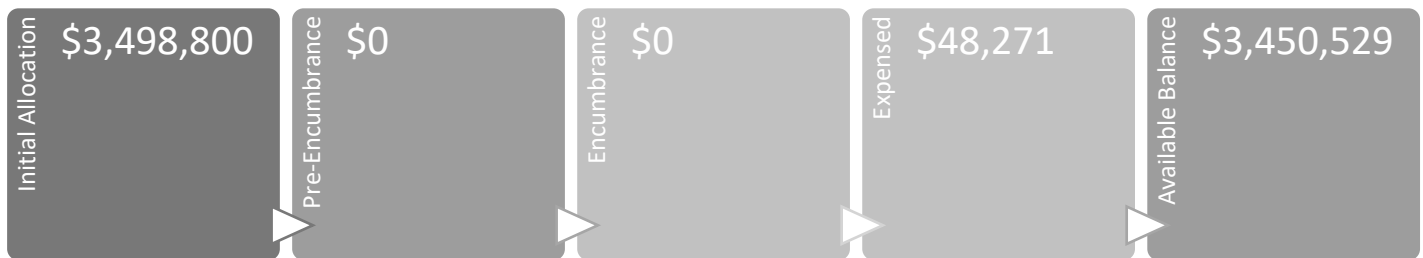 Initial Allocation
$3,498,800
Pre-Encumbrance
$0
Encumbrance
$0
Expensed
$48,271
Available Balance
$3,450,529